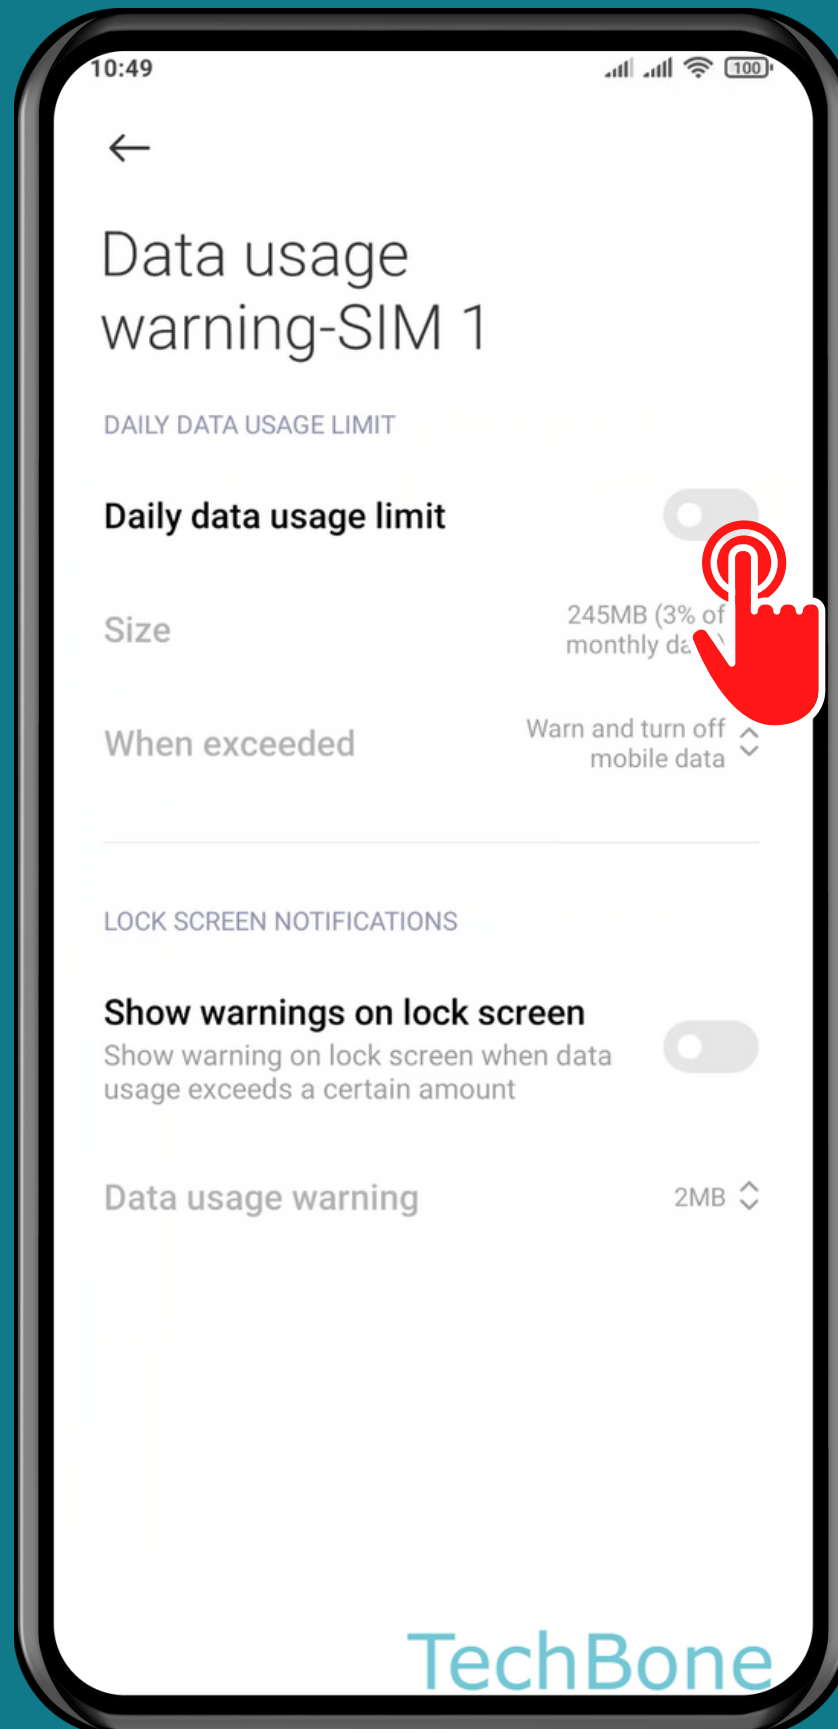 10:49
100
Data usage
warning-SIM 1
DAILY DATA USAGE LIMIT
Daily data usage limit
Size
245MB (3% of
monthly
When exceeded
Warn and turn off
mobile data
LOCK SCREEN NOTIFICATIONS
Show warnings on lock screen
Show warning on lock screen when data
usage exceeds a certain amount
Data usage warning
2MB
TechBone